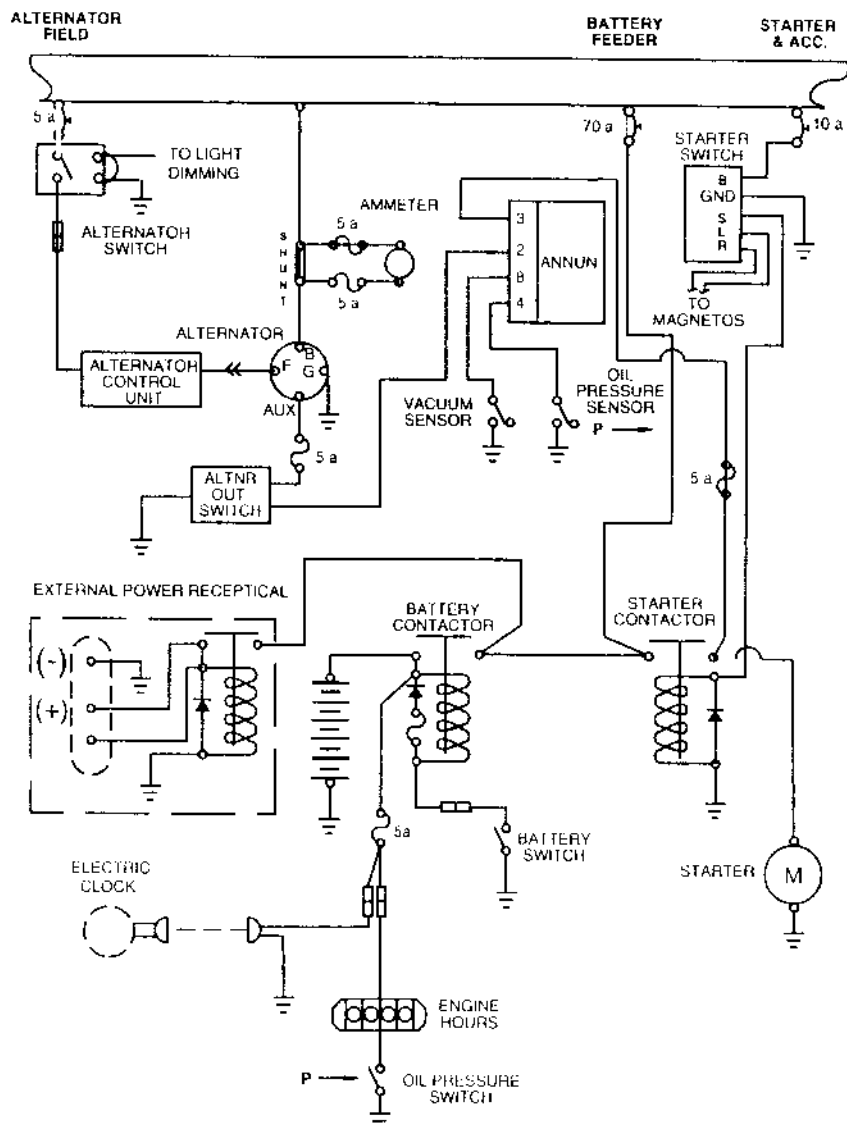 ALTERNATOR
FIELD
BATTERY
FEEDER
STARTER
& ACC.
5 a
70 a
10 a
TO LIGHT
DIMMING
STARTER
SWITCH
B
GND
S
L
R
ALTERNATOR
SWITCH
AMMETER
5 a
SHUNT
5 a
3
2
8
4
ANNUN
TO
MAGNETOS
ALTERNATOR
ALTERNATOR
CONTROL
UNIT
F
B
G
AUX
VACUUM
SENSOR
OIL
PRESSURE
SENSOR
P
5 a
5 a
ALTNR
OUT
SWITCH
EXTERNAL POWER RECEPTICAL
BATTERY
CONTACTOR
STARTER
CONTACTOR
(-)
(+)
5a
BATTERY
SWITCH
ELECTRIC
CLOCK
STARTER
M
ENGINE
HOURS
P
OIL PRESSURE
SWITCH